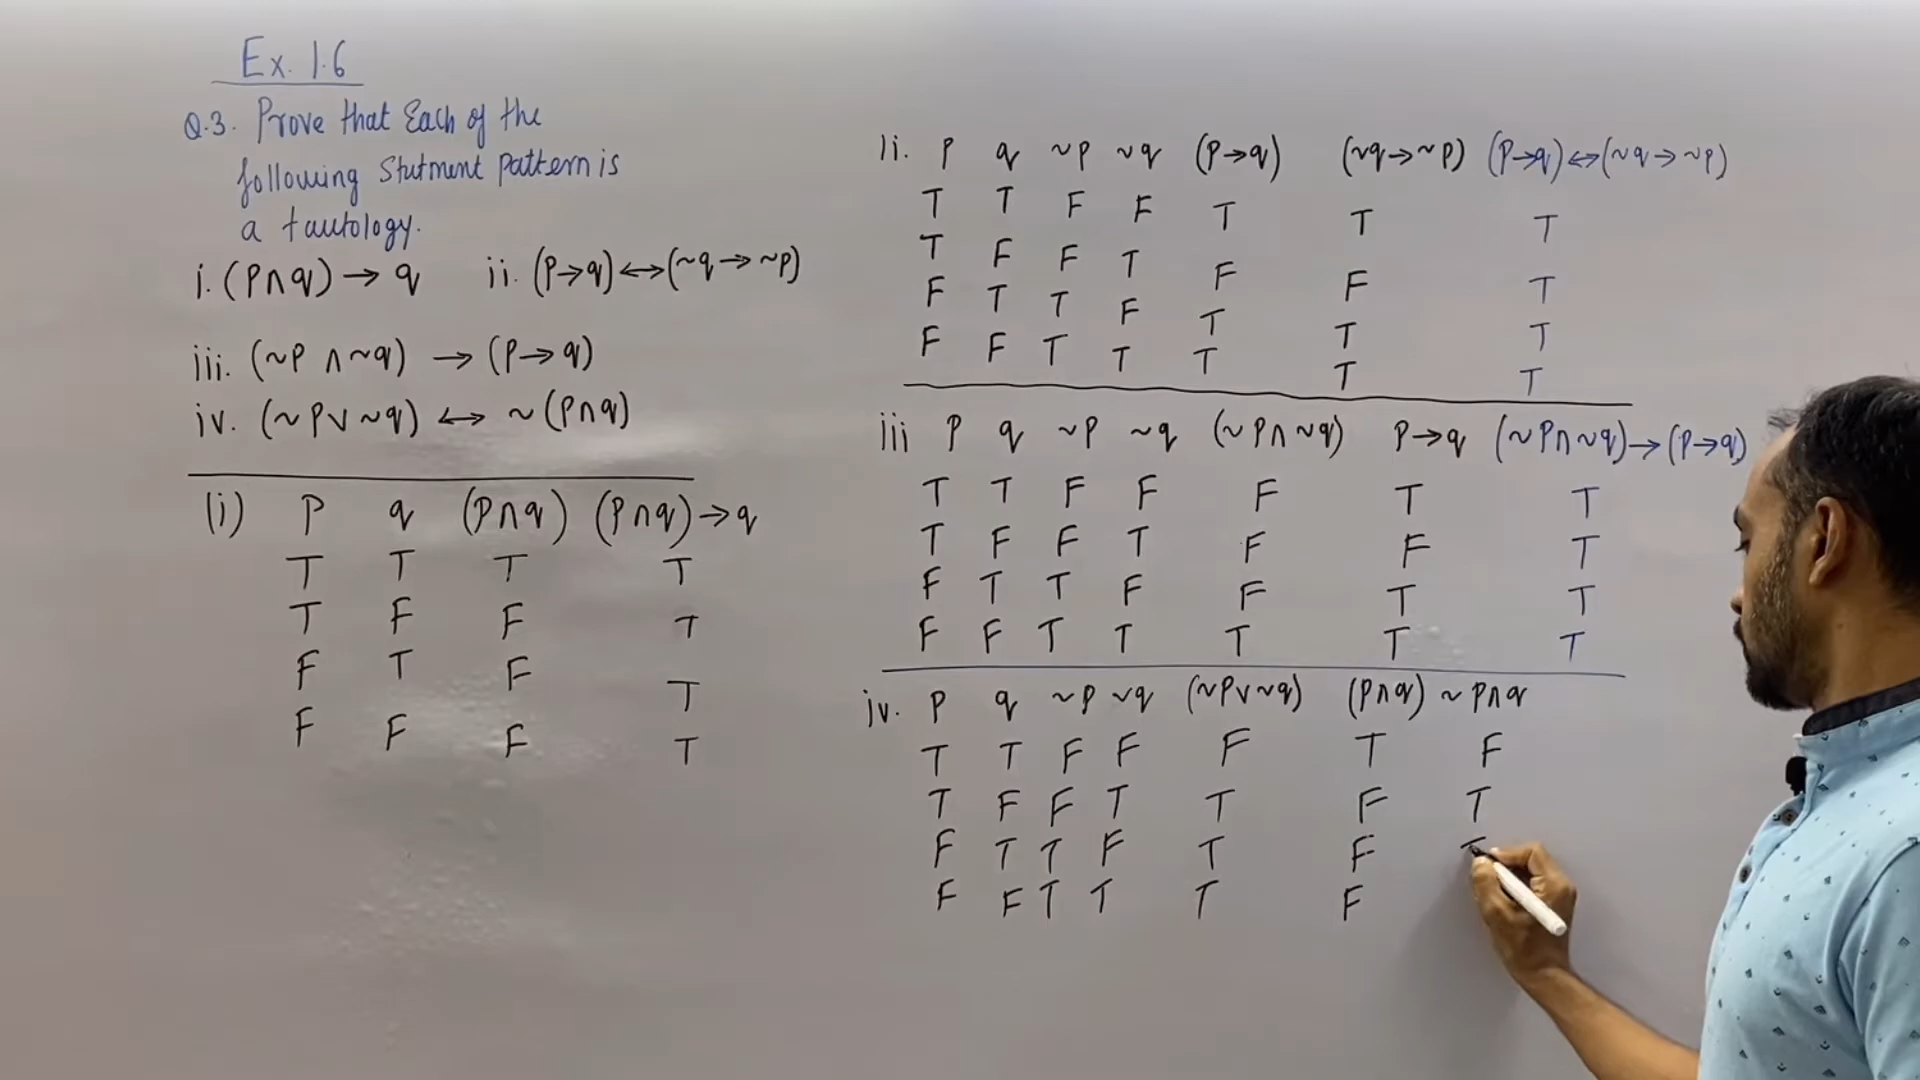 Ex. 1.6
Q.3. Prove that Each of the
following Stutment pattern is
a tautology.
i. (p∧q) → q    ii. (p→q)↔(~q→~p)
iii. (~p ∧ ~q) → (p→q)
iv. (~p∨~q) ↔ ~(p∧q)
(i) p q (p∧q) (p∧q)→q
T T T T
T F F T
F T F T
F F F T
ii. p q ~p ~q (p→q) (~q→~p) (p→q)↔(~q→~p)
T T F F T T T
T F F T F F T
F T T F T T T
F F T T T T T
iii p q ~p ~q (~p∧~q) p→q (~p∧~q)→(p→q)
T T F F F T T
T F F T F F T
F T T F F T T
F F T T T T T
iv. p q ~p ~q (~p∨~q) (p∧q) ~p∧q
T T F F F T F
T F F T T F T
F T T F T F T
F F T T T F